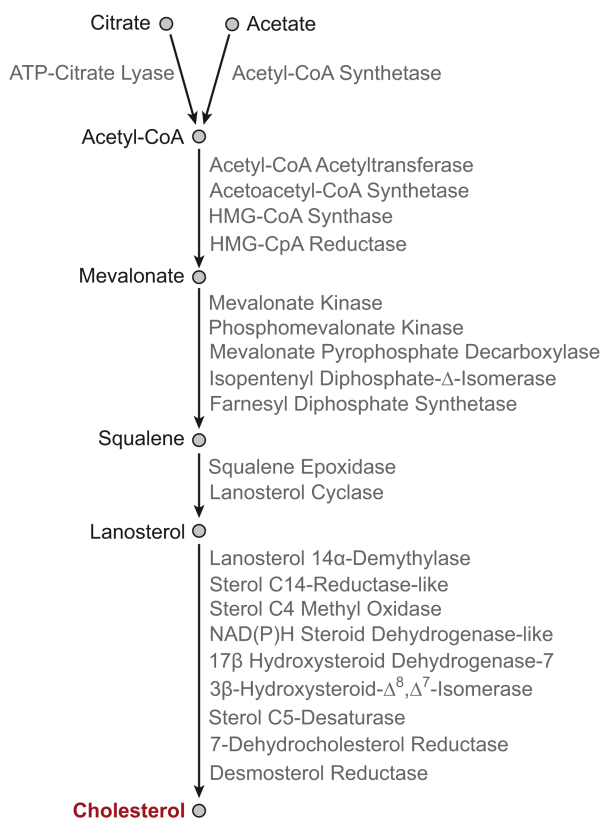 Citrate Acetate
ATP-Citrate Lyase Acetyl-CoA Synthetase
Acetyl-CoA
Acetyl-CoA Acetyltransferase
Acetoacetyl-CoA Synthetase
HMG-CoA Synthase
HMG-CpA Reductase
Mevalonate
Mevalonate Kinase
Phosphomevalonate Kinase
Mevalonate Pyrophosphate Decarboxylase
Isopentenyl Diphosphate-Δ-Isomerase
Farnesyl Diphosphate Synthetase
Squalene
Squalene Epoxidase
Lanosterol Cyclase
Lanosterol
Lanosterol 14α-Demythylase
Sterol C14-Reductase-like
Sterol C4 Methyl Oxidase
NAD(P)H Steroid Dehydrogenase-like
17β Hydroxysteroid Dehydrogenase-7
3β-Hydroxysteroid-Δ⁸,Δ⁷-Isomerase
Sterol C5-Desaturase
7-Dehydrocholesterol Reductase
Desmosterol Reductase
Cholesterol